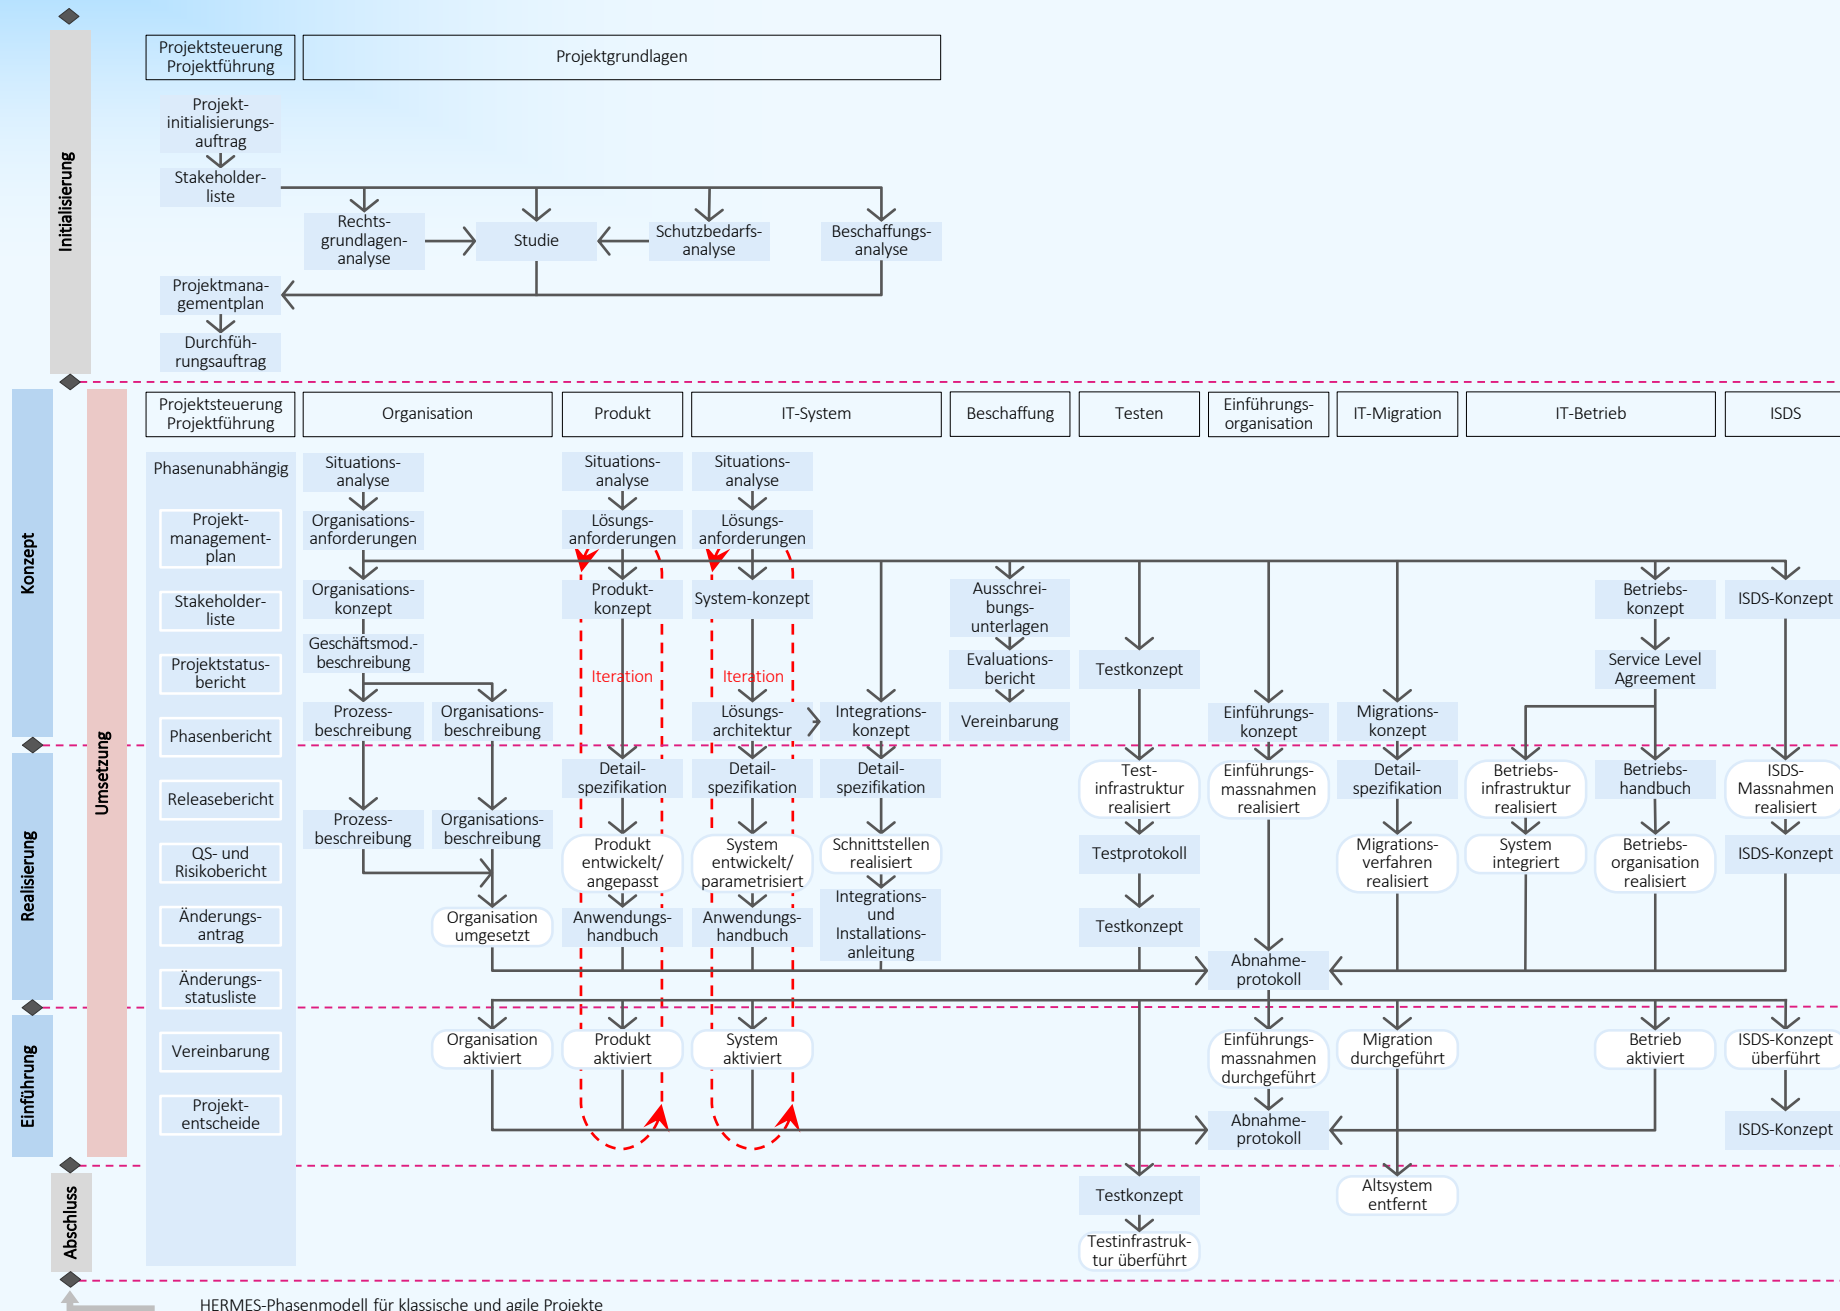 Initialisierung
Projektsteuerung
Projektführung
Projektgrundlagen
Projekt-
initialisierungs-
auftrag
Stakeholder-
liste
Rechts-
grundlagen-
analyse
Studie
Schutzbedarfs-
analyse
Beschaffungs-
analyse
Projektmana-
gementplan
Durchfüh-
rungsauftrag
Konzept
Umsetzung
Realisierung
Einführung
Abschluss
Projektsteuerung
Projektführung
Organisation
Produkt
IT-System
Beschaffung
Testen
Einführungs-
organisation
IT-Migration
IT-Betrieb
ISDS
Phasenunabhängig
Projekt-
management-
plan
Stakeholder-
liste
Projektstatus-
bericht
Phasenbericht
Releasebericht
QS- und
Risikobericht
Änderungs-
antrag
Änderungs-
statusliste
Vereinbarung
Projekt-
entscheide
Situations-
analyse
Organisations-
anforderungen
Organisations-
konzept
Geschäftsmod.-
beschreibung
Prozess-
beschreibung
Organisations-
beschreibung
Prozess-
beschreibung
Organisations-
beschreibung
Organisation
umgesetzt
Organisation
aktiviert
Situations-
analyse
Lösungs-
anforderungen
Produkt-
konzept
Iteration
Detail-
spezifikation
Produkt
entwickelt/
angepasst
Anwendungs-
handbuch
Produkt
aktiviert
Situations-
analyse
Lösungs-
anforderungen
System-konzept
Iteration
Lösungs-
architektur
Detail-
spezifikation
System
entwickelt/
parametrisiert
Anwendungs-
handbuch
System
aktiviert
Integrations-
konzept
Detail-
spezifikation
Schnittstellen
realisiert
Integrations-
und
Installations-
anleitung
Ausschrei-
bungs-
unterlagen
Evaluations-
bericht
Vereinbarung
Testkonzept
Test-
infrastruktur
realisiert
Testprotokoll
Testkonzept
Testkonzept
Testinfrastruk-
tur überführt
Einführungs-
konzept
Einführungs-
massnahmen
realisiert
Abnahme-
protokoll
Einführungs-
massnahmen
durchgeführt
Abnahme-
protokoll
Migrations-
konzept
Detail-
spezifikation
Migrations-
verfahren
realisiert
Migration
durchgeführt
Altsystem
entfernt
Betriebs-
konzept
Service Level
Agreement
Betriebs-
infrastruktur
realisiert
System
integriert
Betriebs-
handbuch
Betriebs-
organisation
realisiert
Betrieb
aktiviert
ISDS-Konzept
ISDS-
Massnahmen
realisiert
ISDS-Konzept
ISDS-Konzept
überführt
ISDS-Konzept
HERMES-Phasenmodell für klassische und agile Projekte